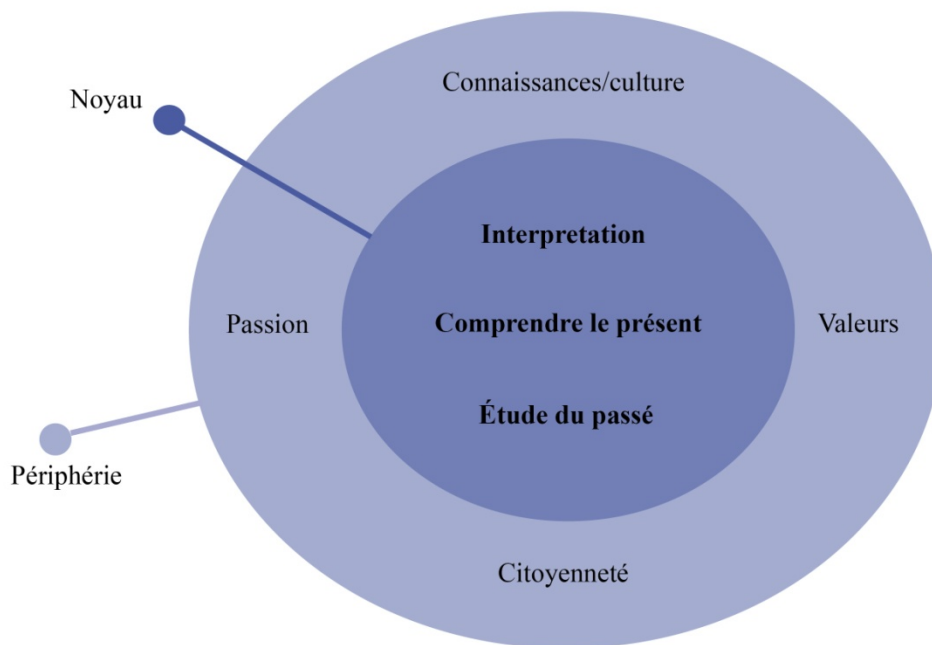 Connaissances/culture
Noyau
Interpretation
Passion
Comprendre le présent
Valeurs
Étude du passé
Périphérie
Citoyenneté